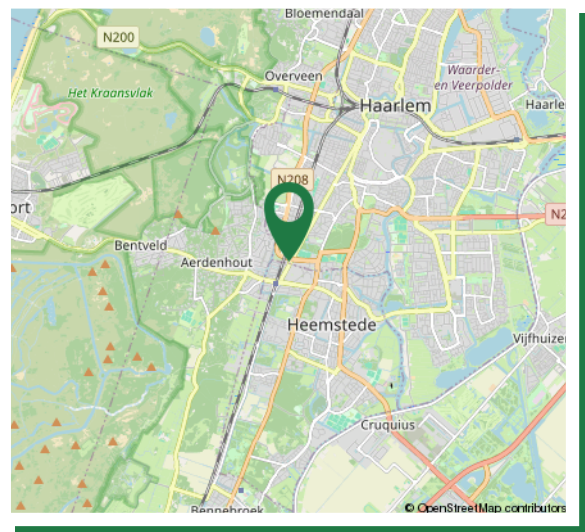 Bloemendaal
N200
Overveen
Waarder-
en Veerpolder
Het Kraansvlak
Haarlem
Haarle
N208
ort
N2
Bentveld
Aerdenhout
Heemstede
Vijfhuizen
Cruquius
Bennebroek
© OpenStreetMap contributors